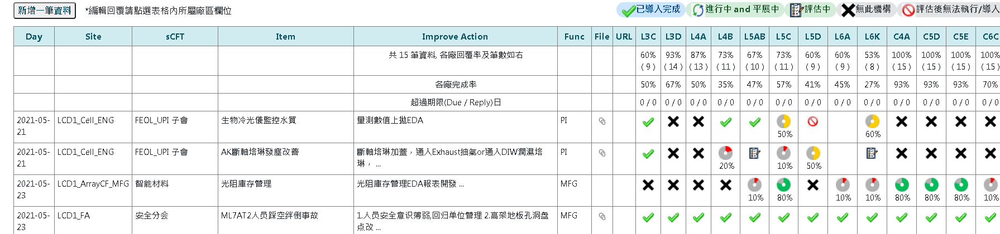 新增一筆資料 *編輯回覆請點選表格內所屬廠區欄位 已導入完成 進行中 and 平展中 評估中 無此機構 評估後無法執行/導入
Day Site sCFT Item Improve Action Func File URL L3C L3D L4A L4B L5AB L5C L5D L6A L6K C4A C5D C5E C6C
共 15 筆資料, 各廠回覆率及筆數如右 60% 93% 87% 73% 67% 73% 60% 60% 53% 100% 100% 100% 100%
( 9 ) ( 14 ) ( 13 ) ( 11 ) ( 10 ) ( 11 ) ( 9 ) ( 9 ) ( 8 ) ( 15 ) ( 15 ) ( 15 ) ( 15 )
各廠完成率 50% 67% 50% 35% 47% 57% 41% 45% 27% 93% 93% 93% 70%
超過期限(Due / Reply)日 0 / 0 0 / 0 0 / 0 0 / 0 0 / 0 0 / 0 0 / 0 0 / 0 0 / 0 0 / 0 0 / 0 0 / 0 0 / 0
2021-05- LCD1_Cell_ENG FEOL_UPI 子會 生物冷光儀監控水質 量測數值上拋EDA PI
21 50% 60%
2021-05- LCD1_Cell_ENG FEOL_UPI 子會 AK斷軸培琳發塵改善 斷軸培琳加蓋，通入Exhaust抽氣or通入DIW潤濕培 PI
21 琳， ... 20% 10% 50%
2021-05- LCD1_ArrayCF_MFG 智能材料 光阻庫存管理 光阻庫存管理EDA報表開發 ... MFG
23 10% 80% 10% 10% 80% 80% 80% 10%
2021-05- LCD1_FA 安全分会 ML7AT2人员踩空绊倒事故 1.人员安全意识薄弱,回归单位管理 2.高架地板孔洞盘 MFG
23 点改 ...